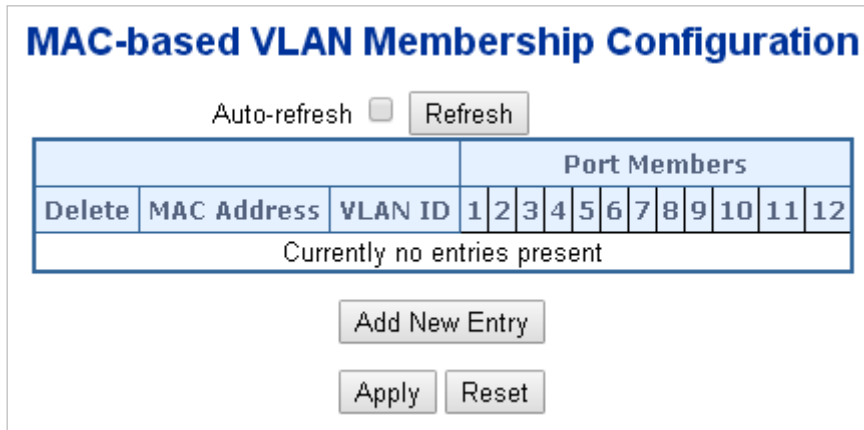 MAC-based VLAN Membership Configuration
Auto-refresh Refresh
Port Members
Delete MAC Address VLAN ID 1 2 3 4 5 6 7 8 9 10 11 12
Currently no entries present
Add New Entry
Apply Reset